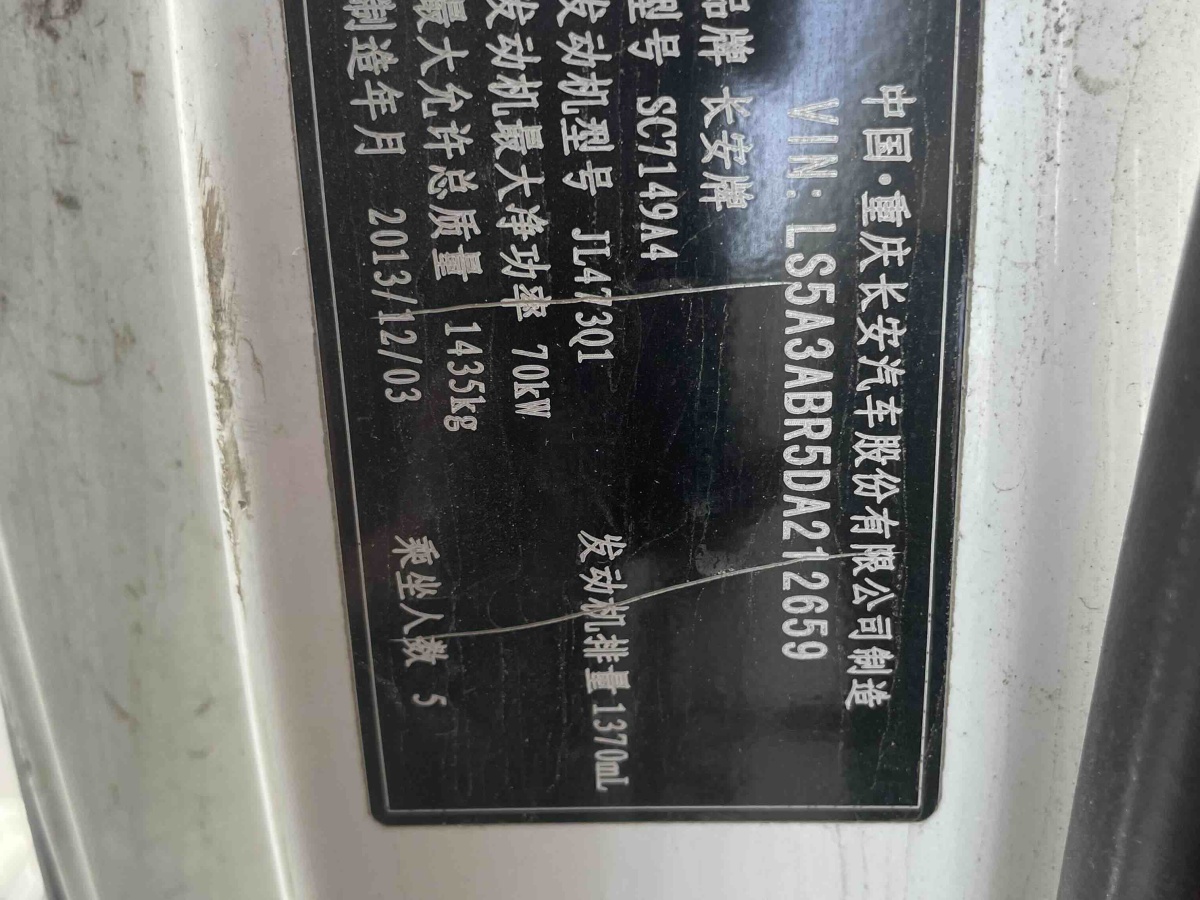 中国·重庆长安汽车股份有限公司制造
VIN: LS5A3ABR5DA212659
品牌 长安牌
型号 SC7149A4
发动机型号 JL473Q1 发动机排量 1370mL
发动机最大净功率 70kW
最大允许总质量 1435kg
制造年月 2013/12/03 乘坐人数 5